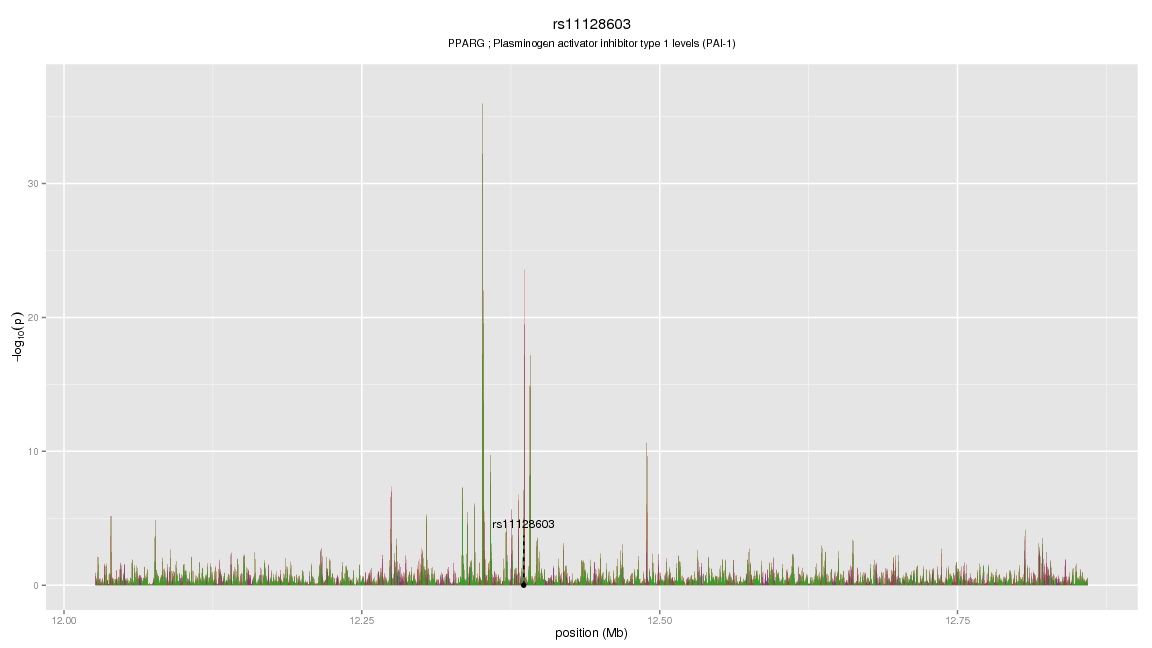 rs11128603
PPARG ; Plasminogen activator inhibitor type 1 levels (PAI-1)
30
20
10
0
−log10(p)
rs11128603
12.00 12.25 12.50 12.75
position (Mb)